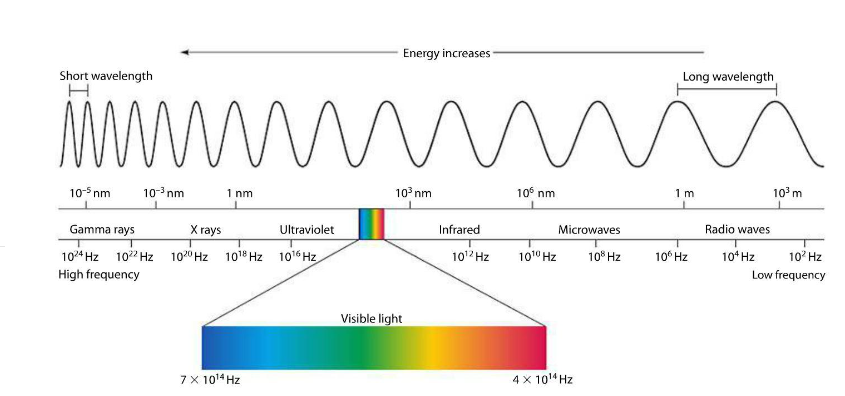 Energy increases
Short wavelength
Long wavelength
10⁻⁵ nm 10⁻³ nm 1 nm 10³ nm 10⁶ nm 1 m 10³ m
Gamma rays X rays Ultraviolet Infrared Microwaves Radio waves
10²⁴ Hz 10²² Hz 10²⁰ Hz 10¹⁸ Hz 10¹⁶ Hz 10¹² Hz 10¹⁰ Hz 10⁸ Hz 10⁶ Hz 10⁴ Hz 10² Hz
High frequency Low frequency
Visible light
7 × 10¹⁴ Hz 4 × 10¹⁴ Hz